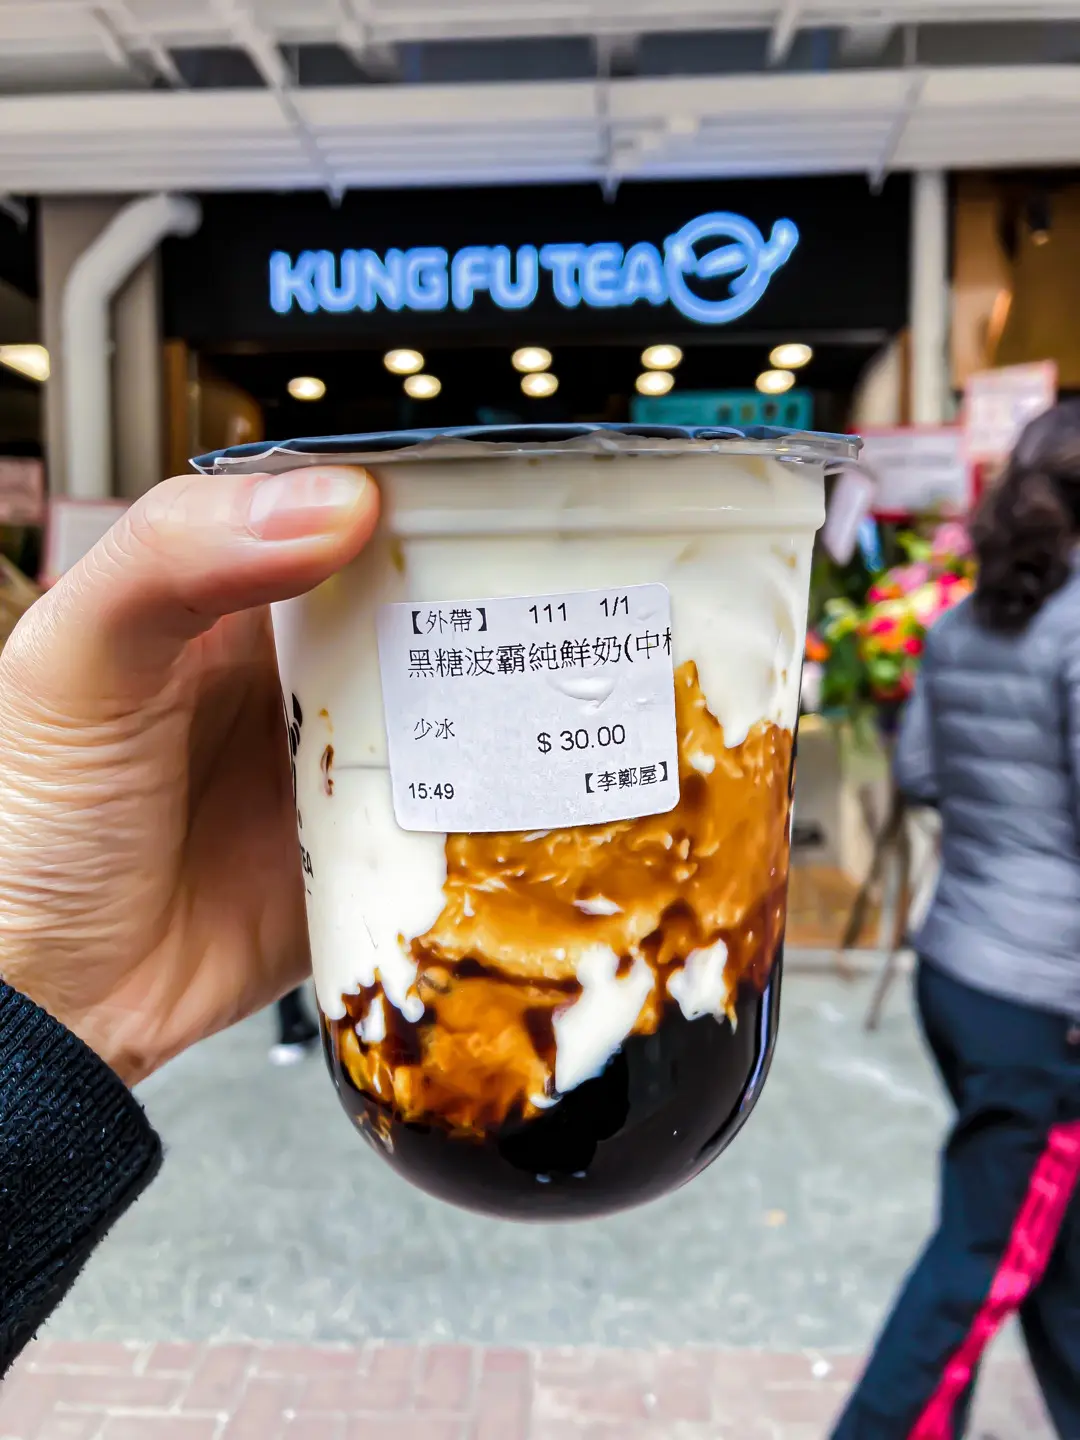 KUNG FU TEA
【外帶】 111 1/1
黑糖波霸純鮮奶(中
少冰
$ 30.00
15:49
【李鄭屋】